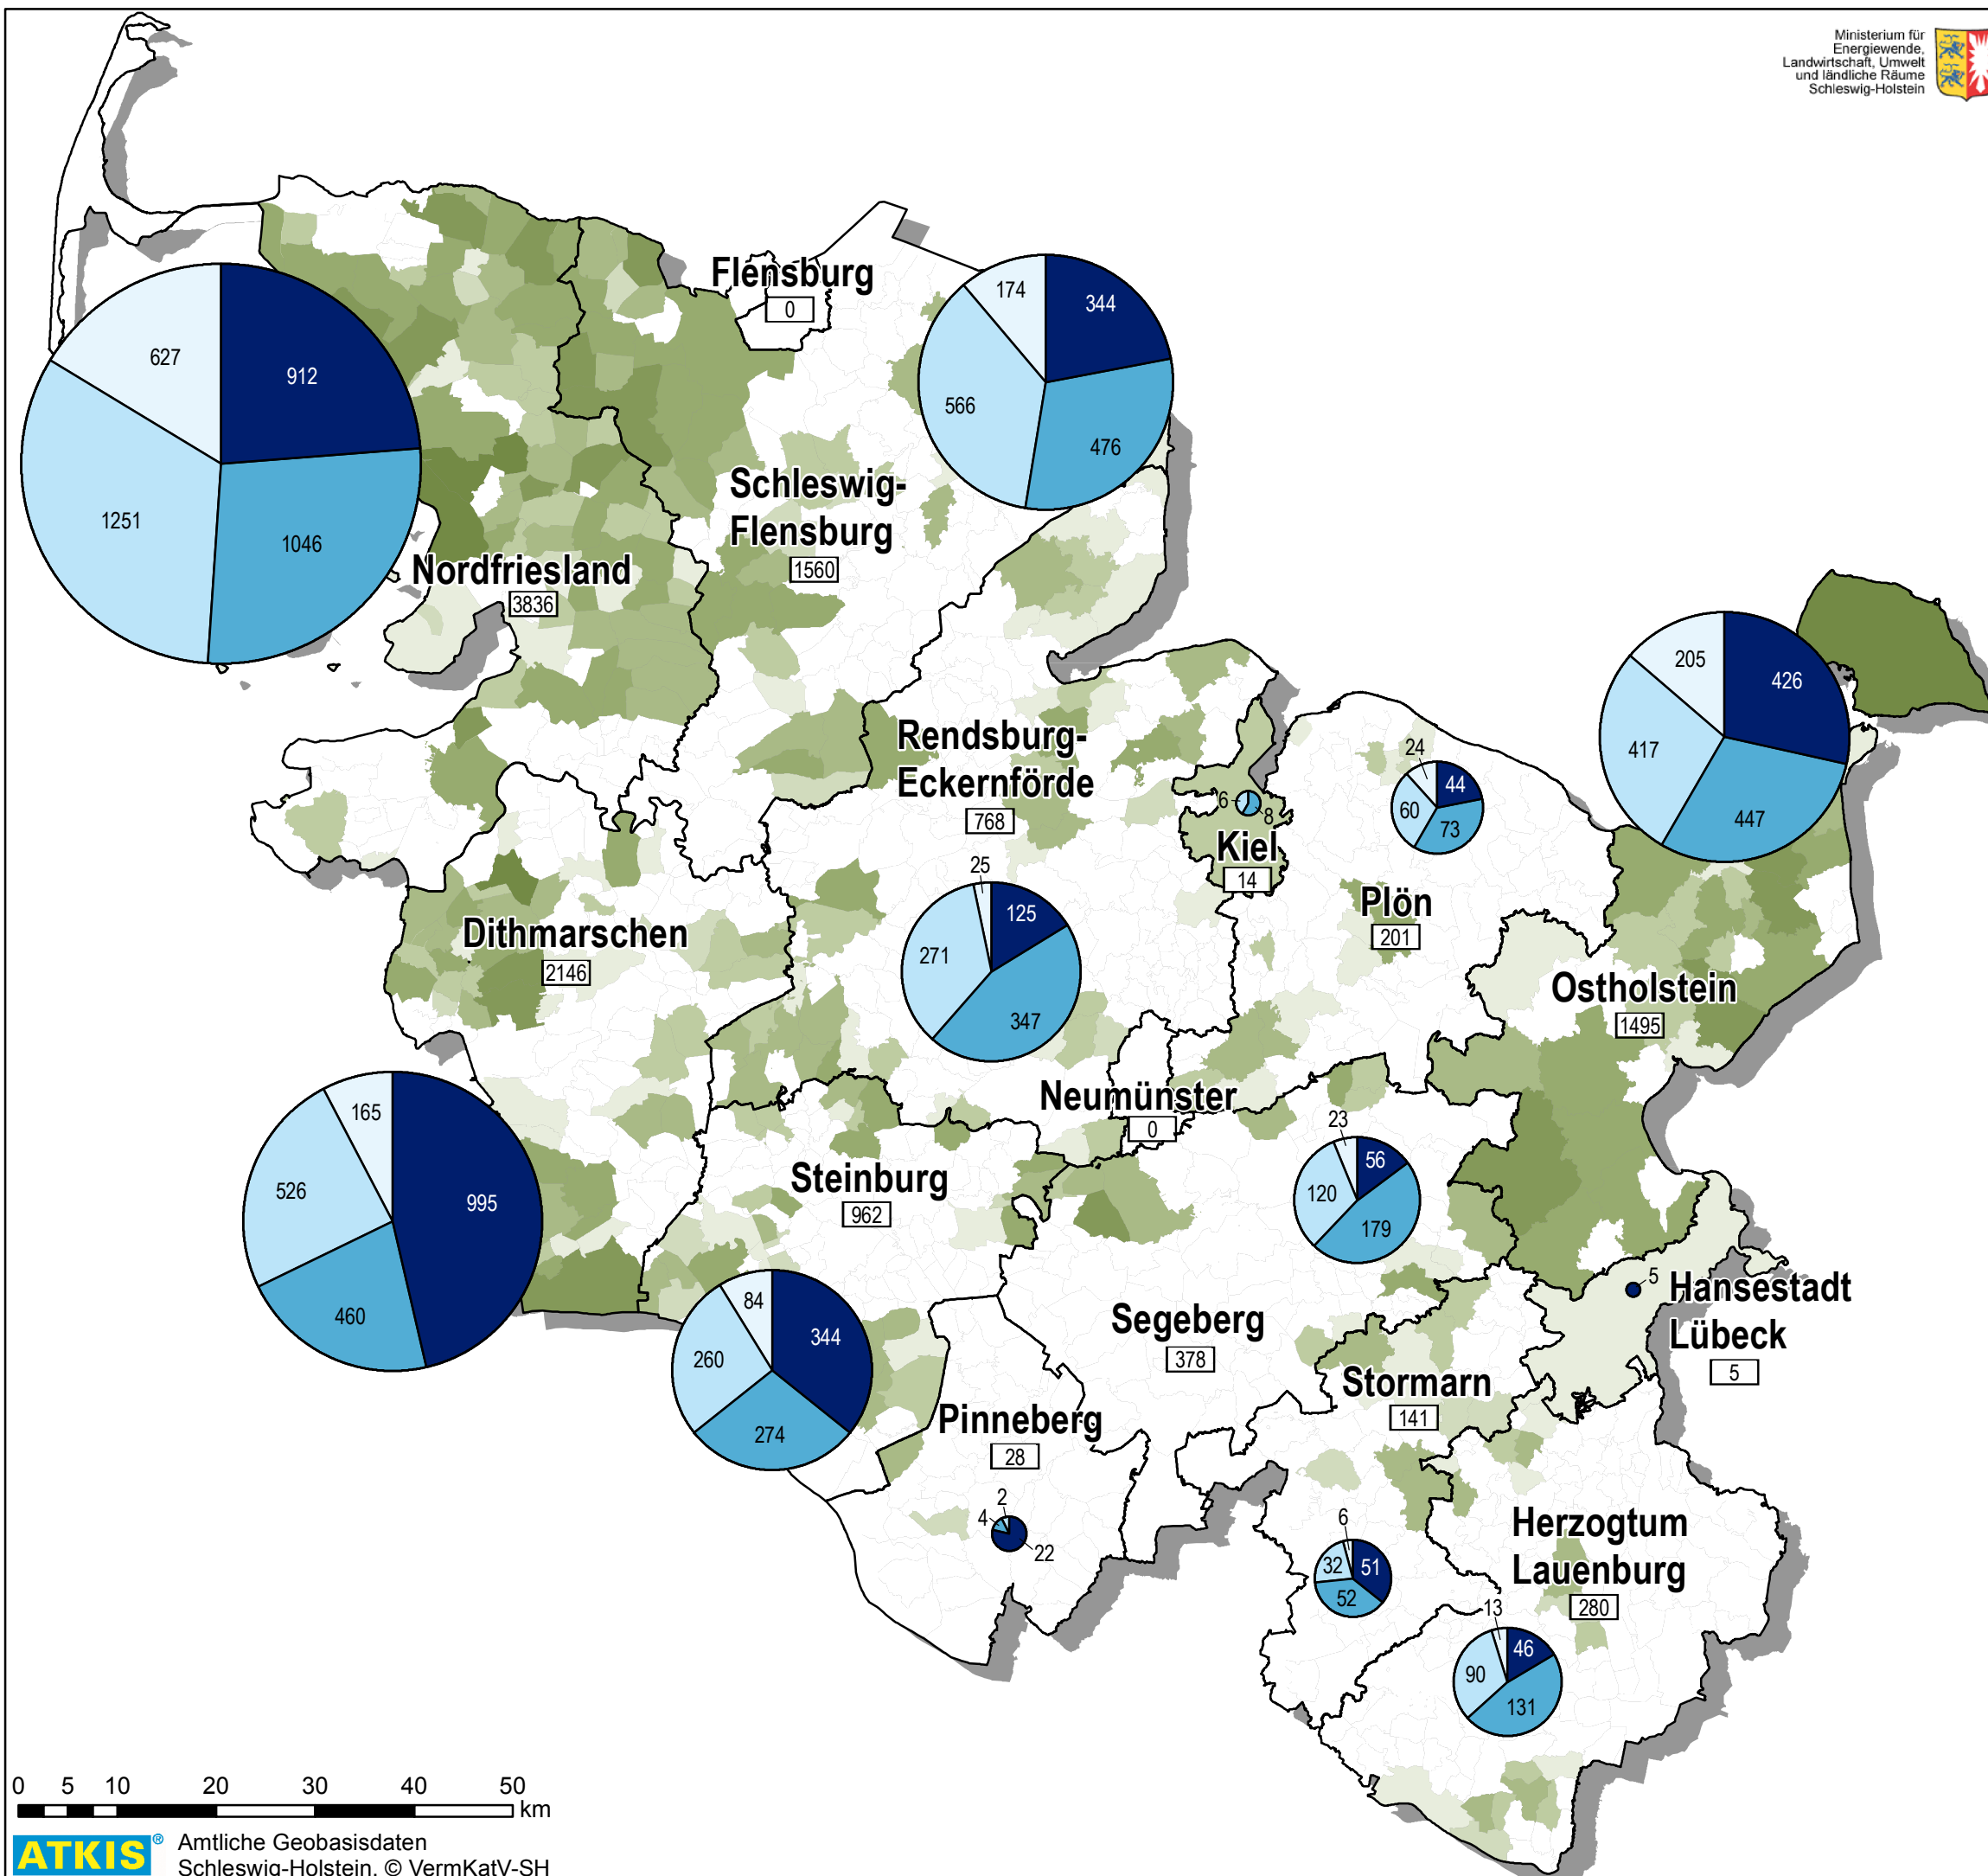 Ministerium für
Energiewende,
Landwirtschaft, Umwelt
und ländliche Räume
Schleswig-Holstein
Flensburg
0
174
344
566
476
627
912
1251
1046
Schleswig-
Flensburg
1560
Nordfriesland
3836
205
426
417
447
Rendsburg-
Eckernförde
768
6
8
Kiel
14
24
44
60
73
Plön
201
25
125
271
347
Dithmarschen
2146
Ostholstein
1495
Neumünster
0
165
995
526
460
23
56
120
179
Steinburg
962
5
Hansestadt
Lübeck
5
84
344
260
274
Segeberg
378
Stormarn
141
Pinneberg
28
2
4
22
6
51
32
52
Herzogtum
Lauenburg
280
13
46
90
131
0 5 10 20 30 40 50
km
ATKIS® Amtliche Geobasisdaten
Schleswig-Holstein, © VermKatV-SH